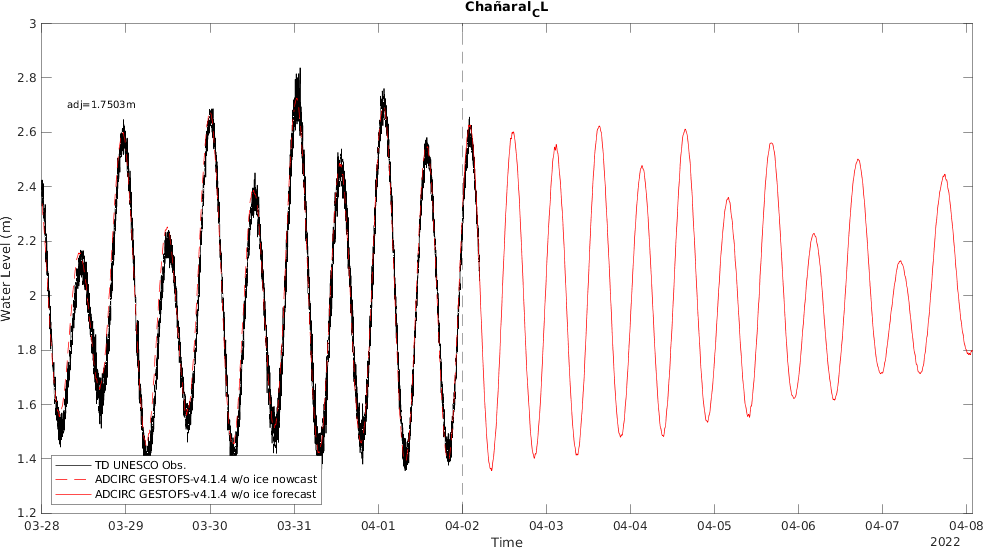 Chañaral_CL
3
2.8
2.6
2.4
2.2
2
1.8
1.6
1.4
1.2
Water Level (m)
adj=1.7503m
TD UNESCO Obs.
ADCIRC GESTOFS-v4.1.4 w/o ice nowcast
ADCIRC GESTOFS-v4.1.4 w/o ice forecast
03-28 03-29 03-30 03-31 04-01 04-02 04-03 04-04 04-05 04-06 04-07 04-08
Time
2022